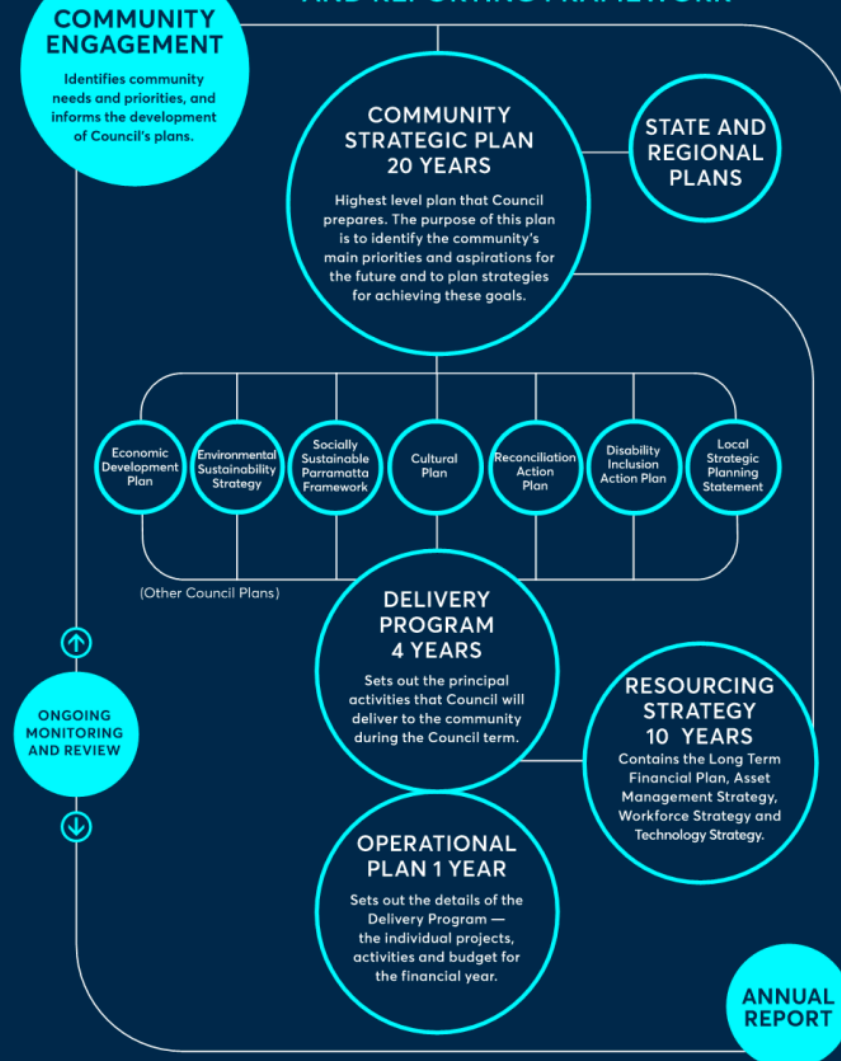 AND REPORTING FRAMEWORK
COMMUNITY
ENGAGEMENT
Identifies community
needs and priorities, and
informs the development
of Council's plans.
COMMUNITY
STRATEGIC PLAN
20 YEARS
Highest level plan that Council
prepares. The purpose of this plan
is to identify the community's
main priorities and aspirations for
the future and to plan strategies
for achieving these goals.
STATE AND
REGIONAL
PLANS
Economic
Development
Plan
Environmental
Sustainability
Strategy
Socially
Sustainable
Parramatta
Framework
Cultural
Plan
Reconciliation
Action
Plan
Disability
Inclusion
Action Plan
Local
Strategic
Planning
Statement
(Other Council Plans)
DELIVERY
PROGRAM
4 YEARS
Sets out the principal
activities that Council will
deliver to the community
during the Council term.
RESOURCING
STRATEGY
10 YEARS
Contains the Long Term
Financial Plan, Asset
Management Strategy,
Workforce Strategy and
Technology Strategy.
ONGOING
MONITORING
AND REVIEW
OPERATIONAL
PLAN 1 YEAR
Sets out the details of the
Delivery Program —
the individual projects,
activities and budget for
the financial year.
ANNUAL
REPORT